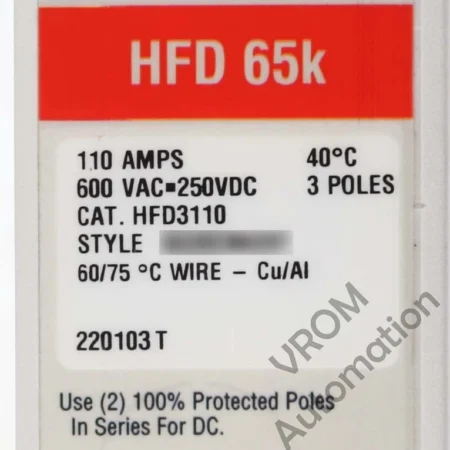 HFD 65k
110 AMPS 40°C
600 VAC▪250VDC 3 POLES
CAT. HFD3110
STYLE
60/75 °C WIRE – Cu/Al
220103 T
Use (2) 100% Protected Poles
In Series For DC.
VROM
Automation